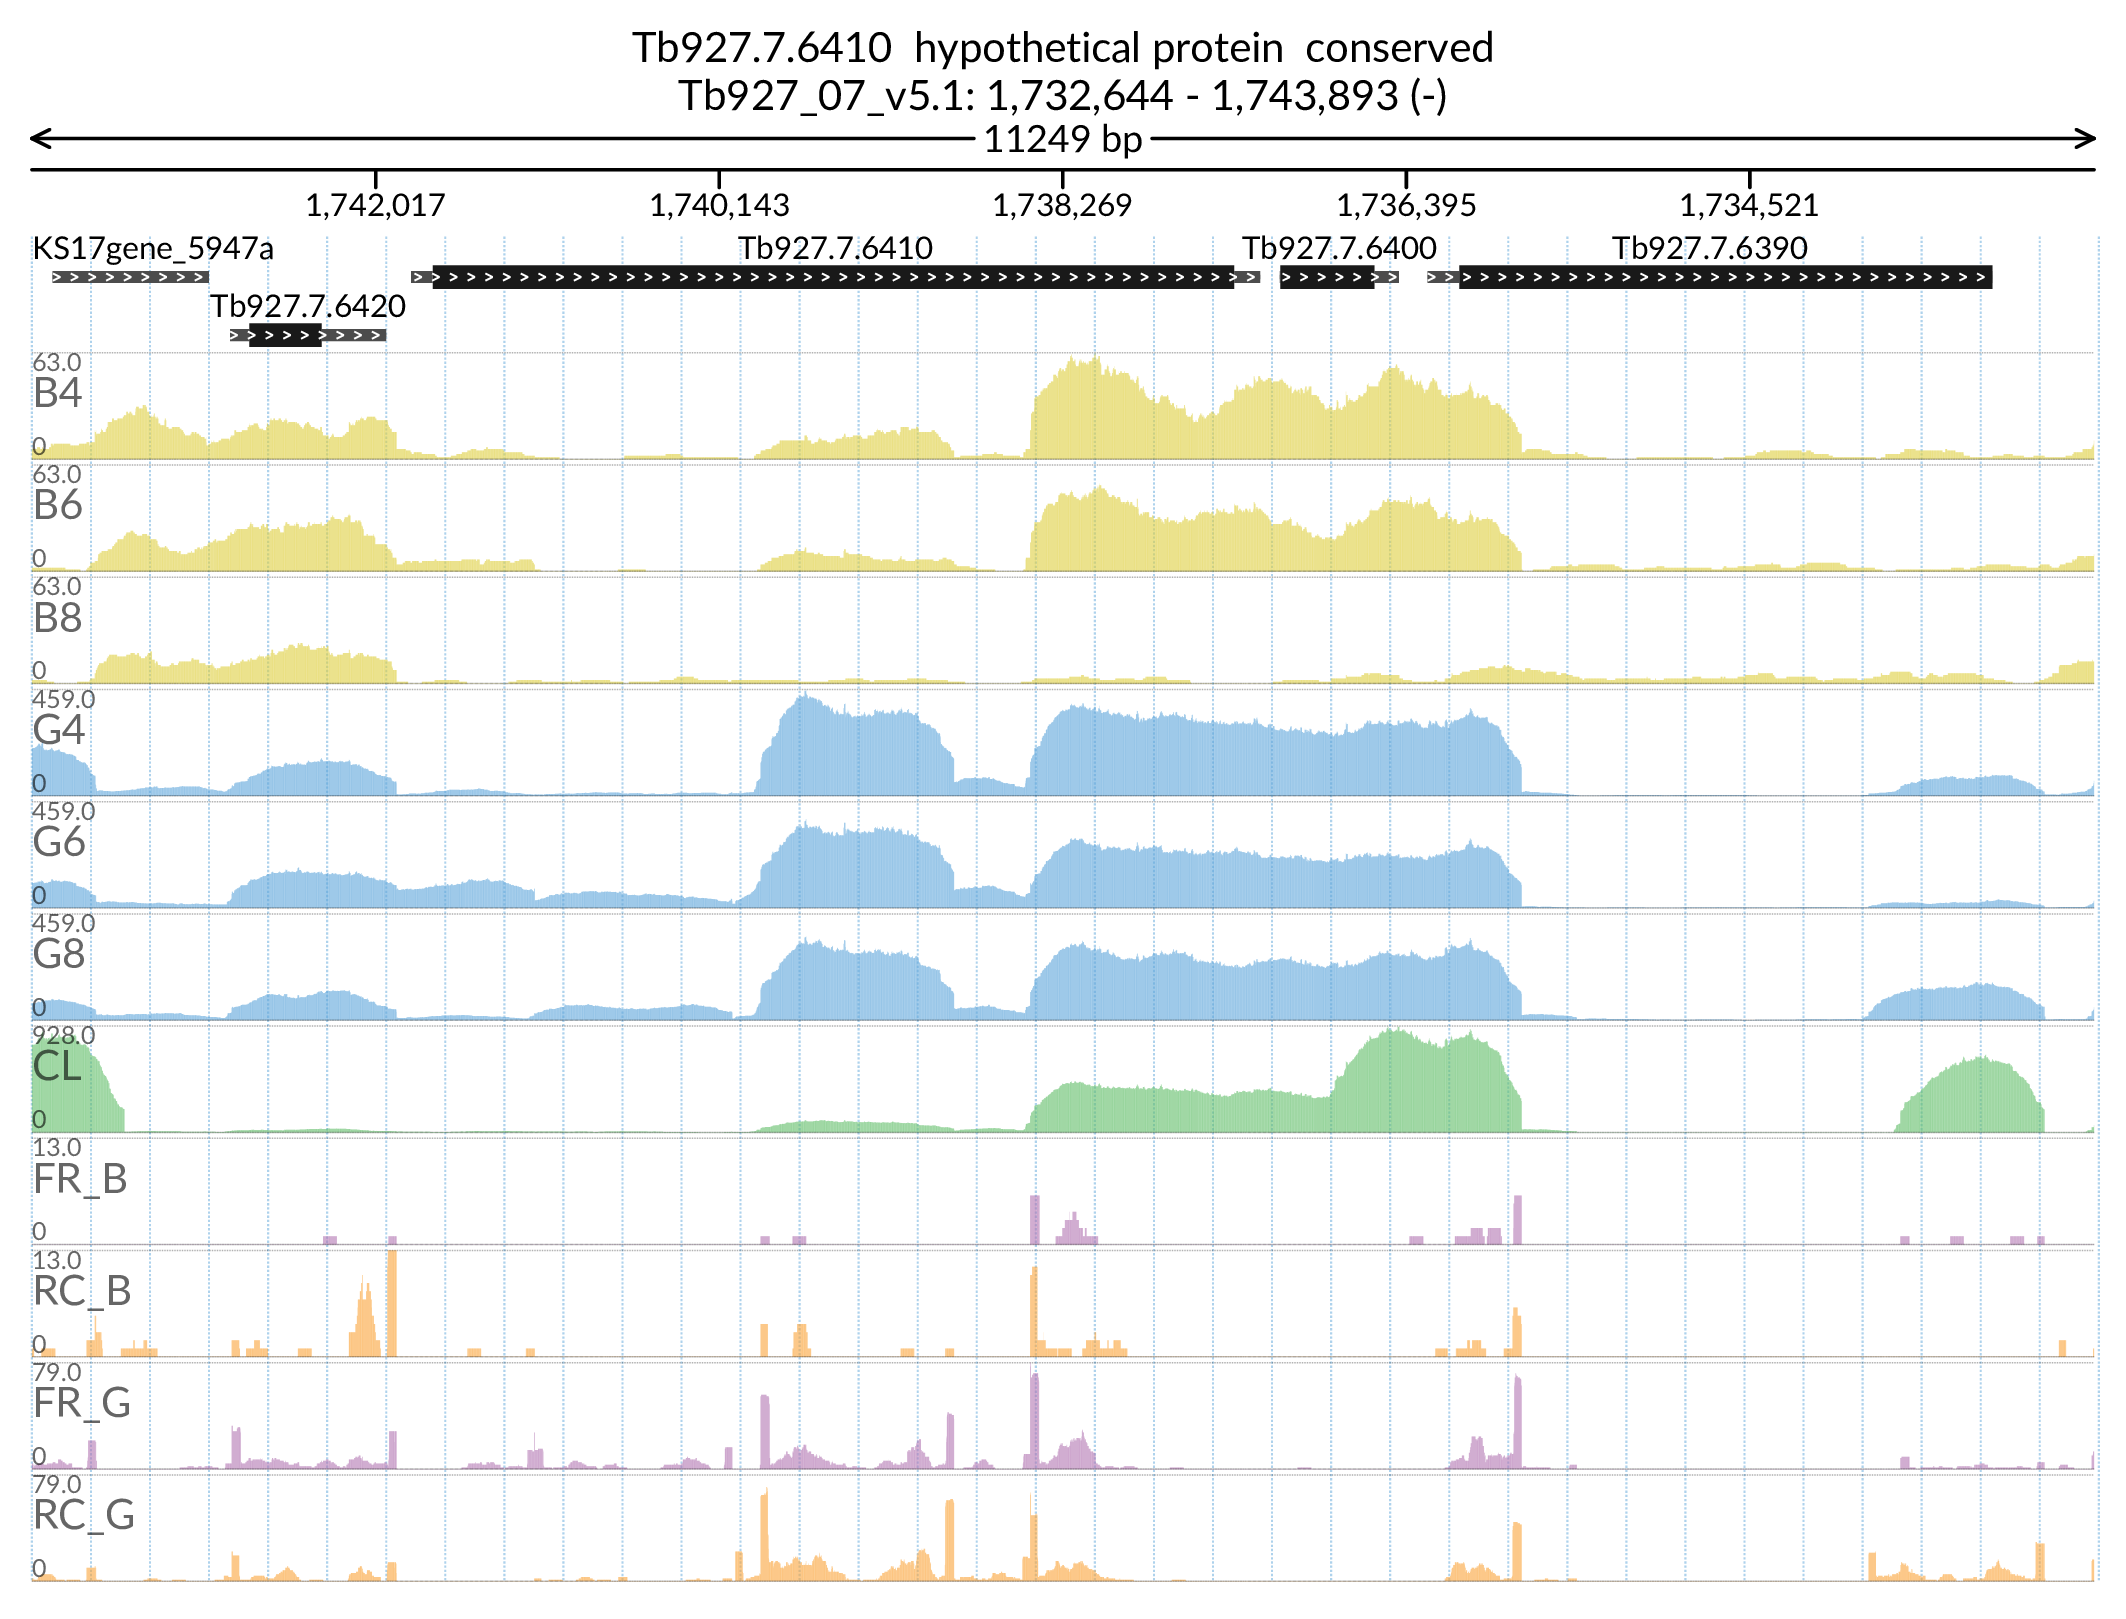 Tb927.7.6410 hypothetical protein conserved
Tb927_07_v5.1: 1,732,644 - 1,743,893 (-)
11249 bp
1,742,017 1,740,143 1,738,269 1,736,395 1,734,521
KS17gene_5947a Tb927.7.6410 Tb927.7.6400 Tb927.7.6390
Tb927.7.6420
63.0
B4
0
63.0
B6
0
63.0
B8
0
459.0
G4
0
459.0
G6
0
459.0
G8
0
928.0
CL
0
13.0
FR_B
0
13.0
RC_B
0
79.0
FR_G
0
79.0
RC_G
0